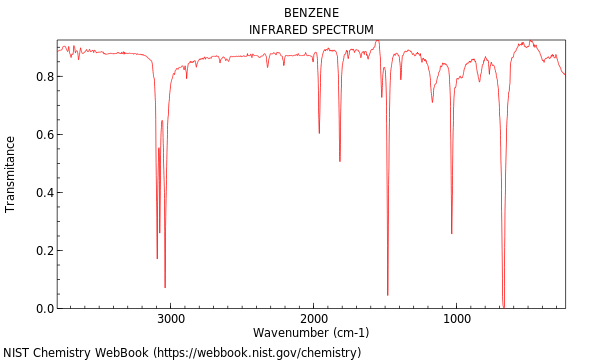 BENZENE
INFRARED SPECTRUM
0.8
0.6
0.4
0.2
0.0
Transmitance
3000 2000 1000
Wavenumber (cm-1)
NIST Chemistry WebBook (https://webbook.nist.gov/chemistry)